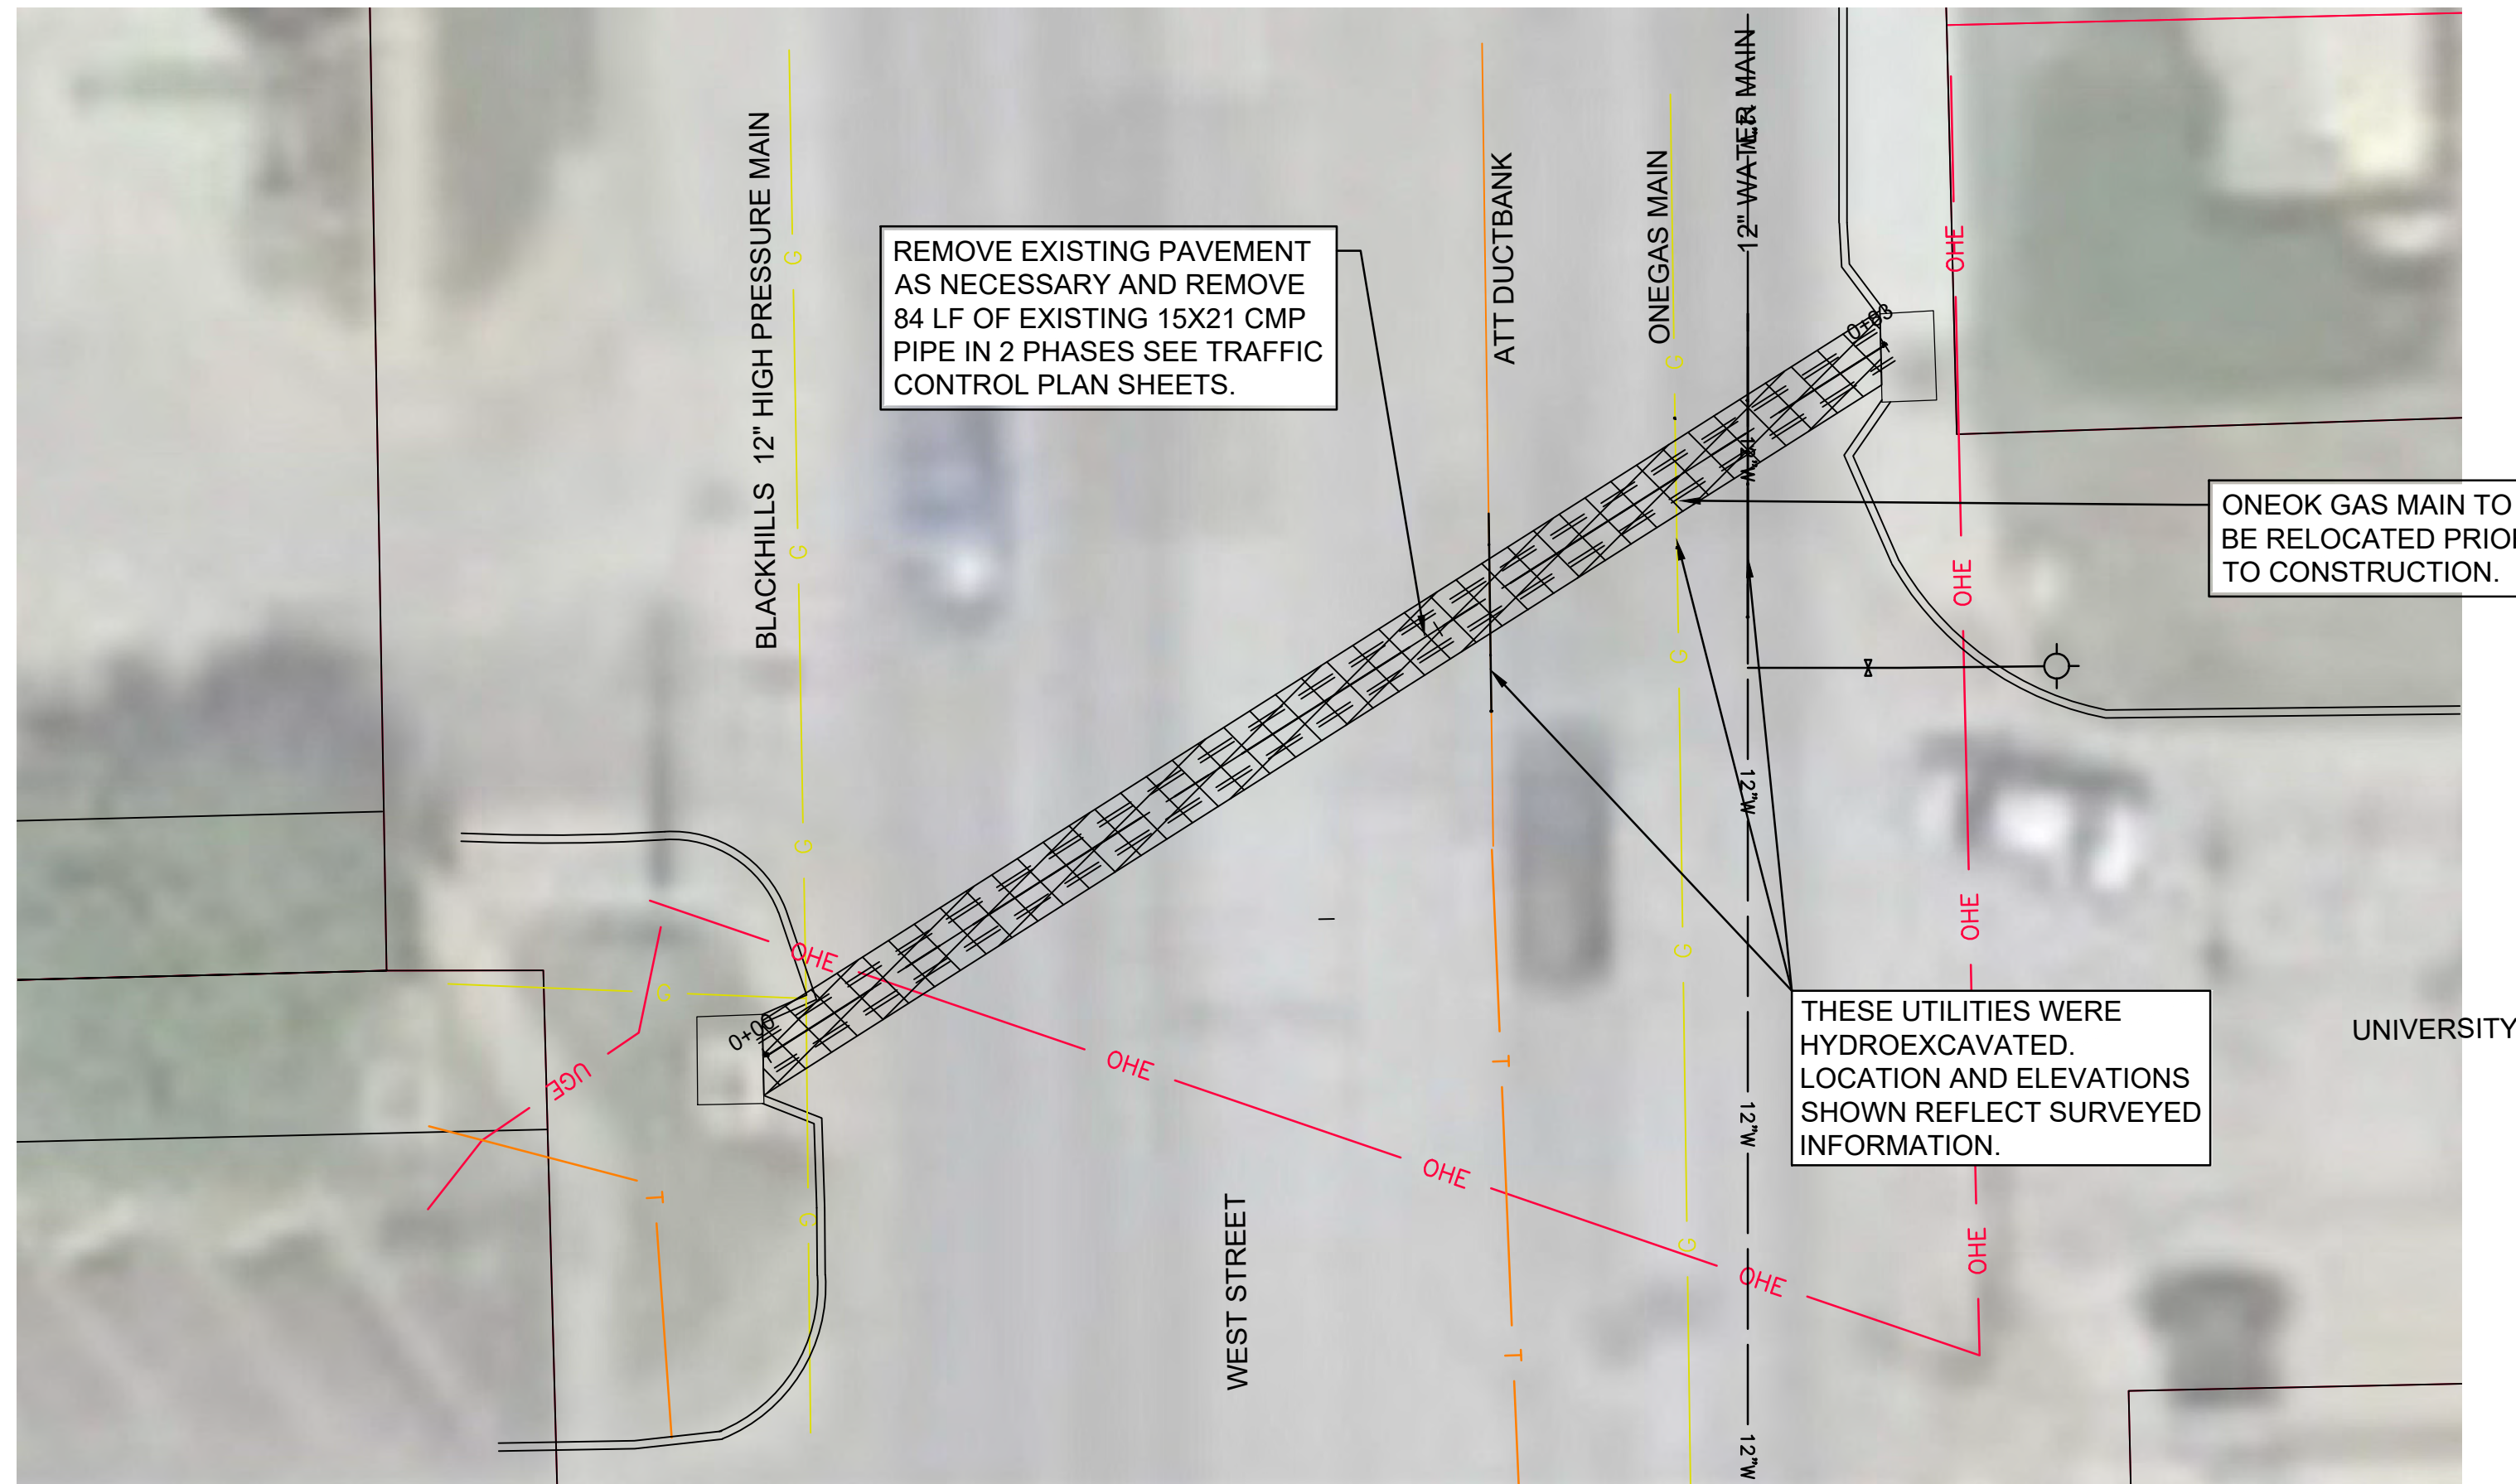 BLACKHILLS 12" HIGH PRESSURE MAIN
REMOVE EXISTING PAVEMENT
AS NECESSARY AND REMOVE
84 LF OF EXISTING 15X21 CMP
PIPE IN 2 PHASES SEE TRAFFIC
CONTROL PLAN SHEETS.
ATT DUCTBANK
ONEGAS MAIN
12" WATER MAIN
ONEOK GAS MAIN TO
BE RELOCATED PRIO
TO CONSTRUCTION.
THESE UTILITIES WERE
HYDROEXCAVATED.
LOCATION AND ELEVATIONS
SHOWN REFLECT SURVEYED
INFORMATION.
UNIVERSITY
WEST STREET
0+00
0+83
G
G
G
G
G
G
G
G
G
OHE
OHE
OHE
OHE
OHE
OHE
OHE
OHE
UGE
T
T
T
12"W
12"W
12"W